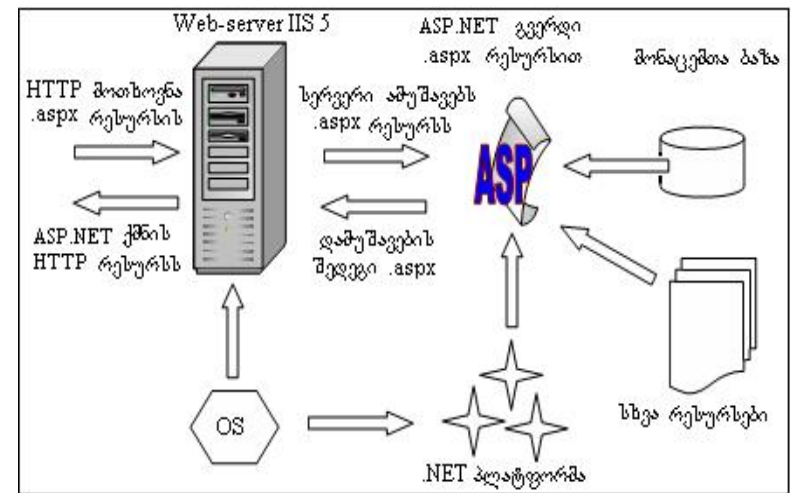 Web-server IIS 5
ASP.NET გვერდი
.aspx რესურსით
მონაცემთა ბაზა
HTTP მოთხოვნა
.aspx რესურსის
სერვერი ამუშავებს
.aspx რესურსს
ASP
ASP.NET ქმნის
HTTP რესურსს
დამუშავების
შედეგი .aspx
OS
.NET პლატფორმა
სხვა რესურსები